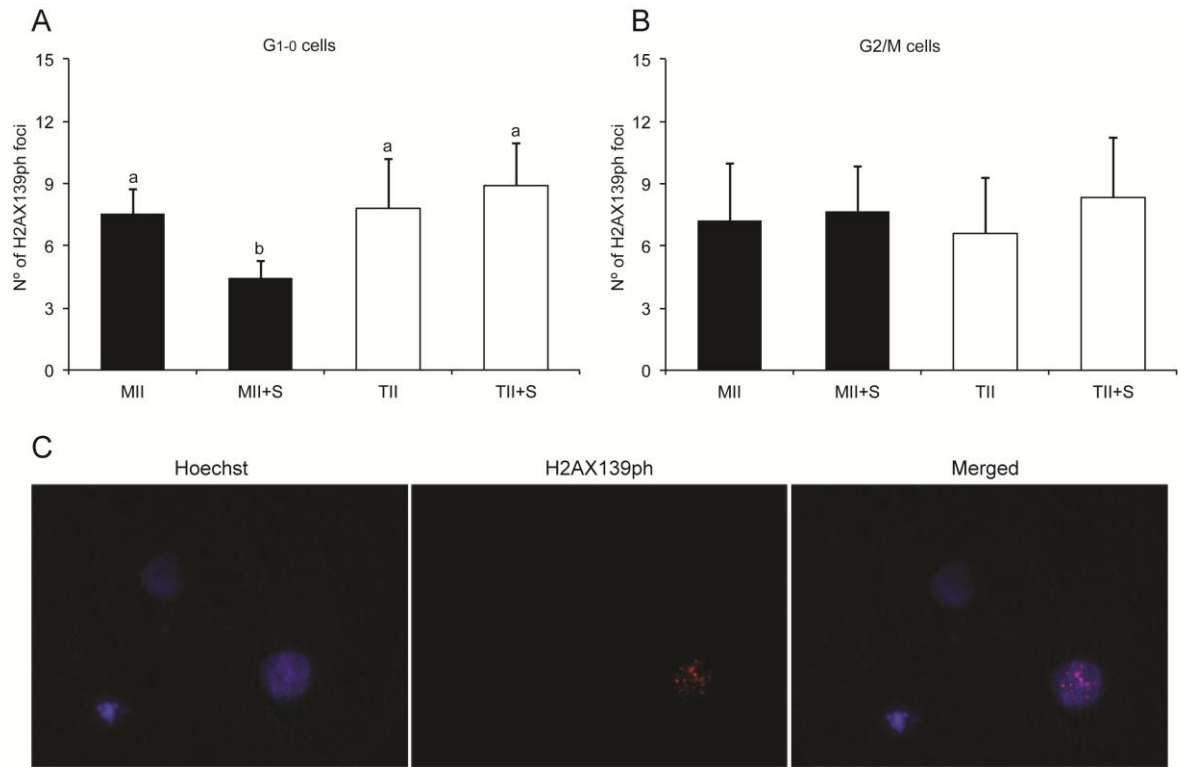 A
G1-0 cells
15
12
9
6
3
0
Nº of H2AX139ph foci
a
b
a
a
MII
MII+S
TII
TII+S
B
G2/M cells
15
12
9
6
3
0
Nº of H2AX139ph foci
MII
MII+S
TII
TII+S
C
Hoechst
H2AX139ph
Merged